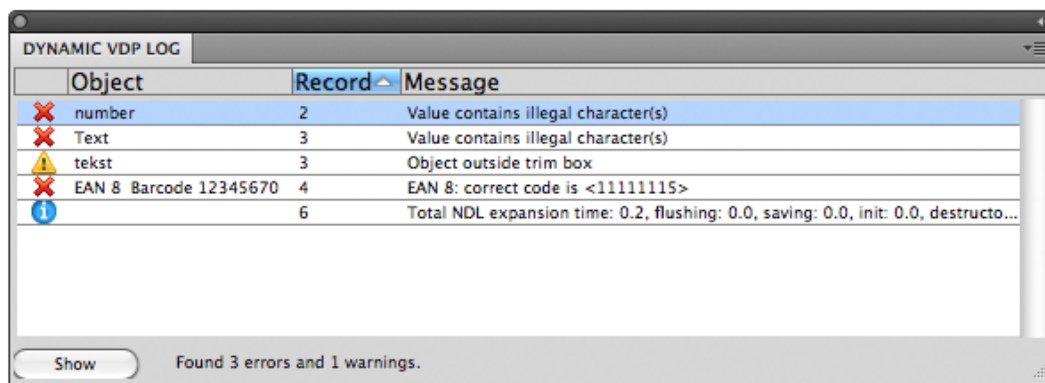 DYNAMIC VDP LOG
Object Record Message
number 2 Value contains illegal character(s)
Text 3 Value contains illegal character(s)
tekst 3 Object outside trim box
EAN 8 Barcode 12345670 4 EAN 8: correct code is <11111115>
6 Total NDL expansion time: 0.2, flushing: 0.0, saving: 0.0, init: 0.0, destructo...
Show Found 3 errors and 1 warnings.